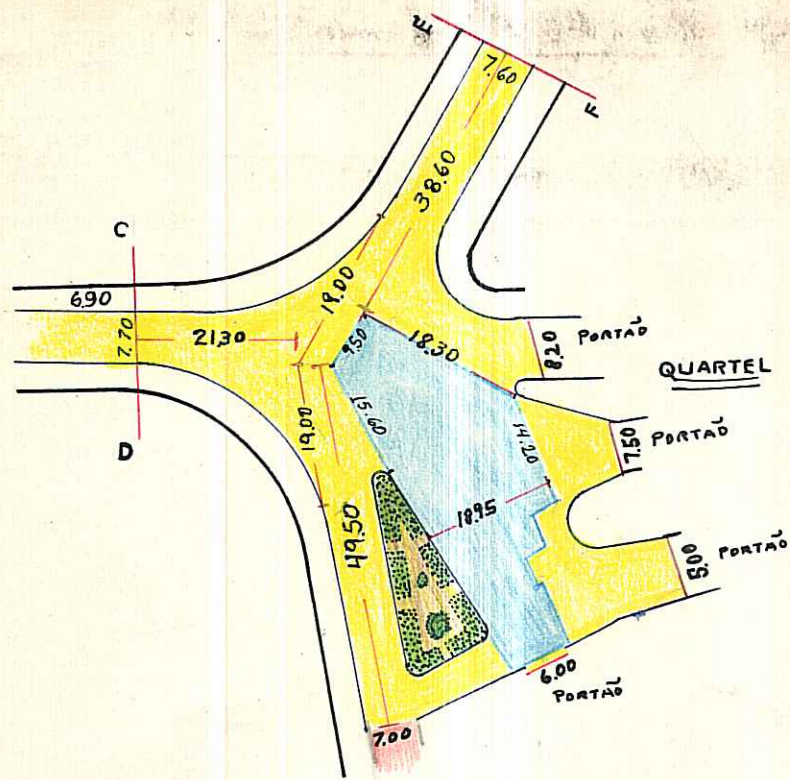 E
F
7.60
38.60
C
6.90
7.70
21.30
19.00
9.50
18.30
8.20
PORTÃO
QUARTEL
D
19.00
15.60
14.20
7.50
PORTÃO
49.50
18.95
5.00
PORTÃO
6.00
PORTÃO
7.00